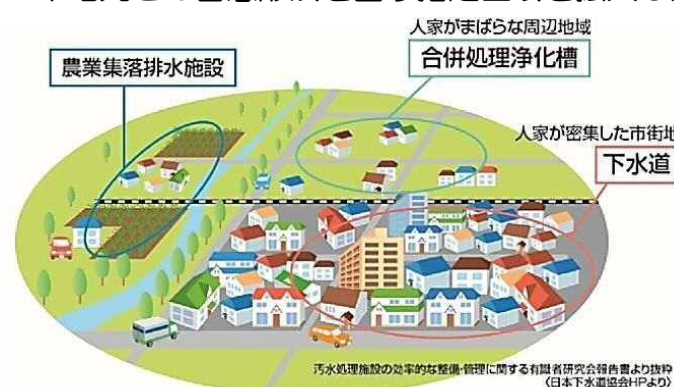 人家がまばらな周辺地域
合併処理浄化槽
農業集落排水施設
人家が密集した市街地
下水道
汚水処理施設の効率的な整備・管理に関する有識者研究会報告書より抜粋
(日本下水道協会HPより)